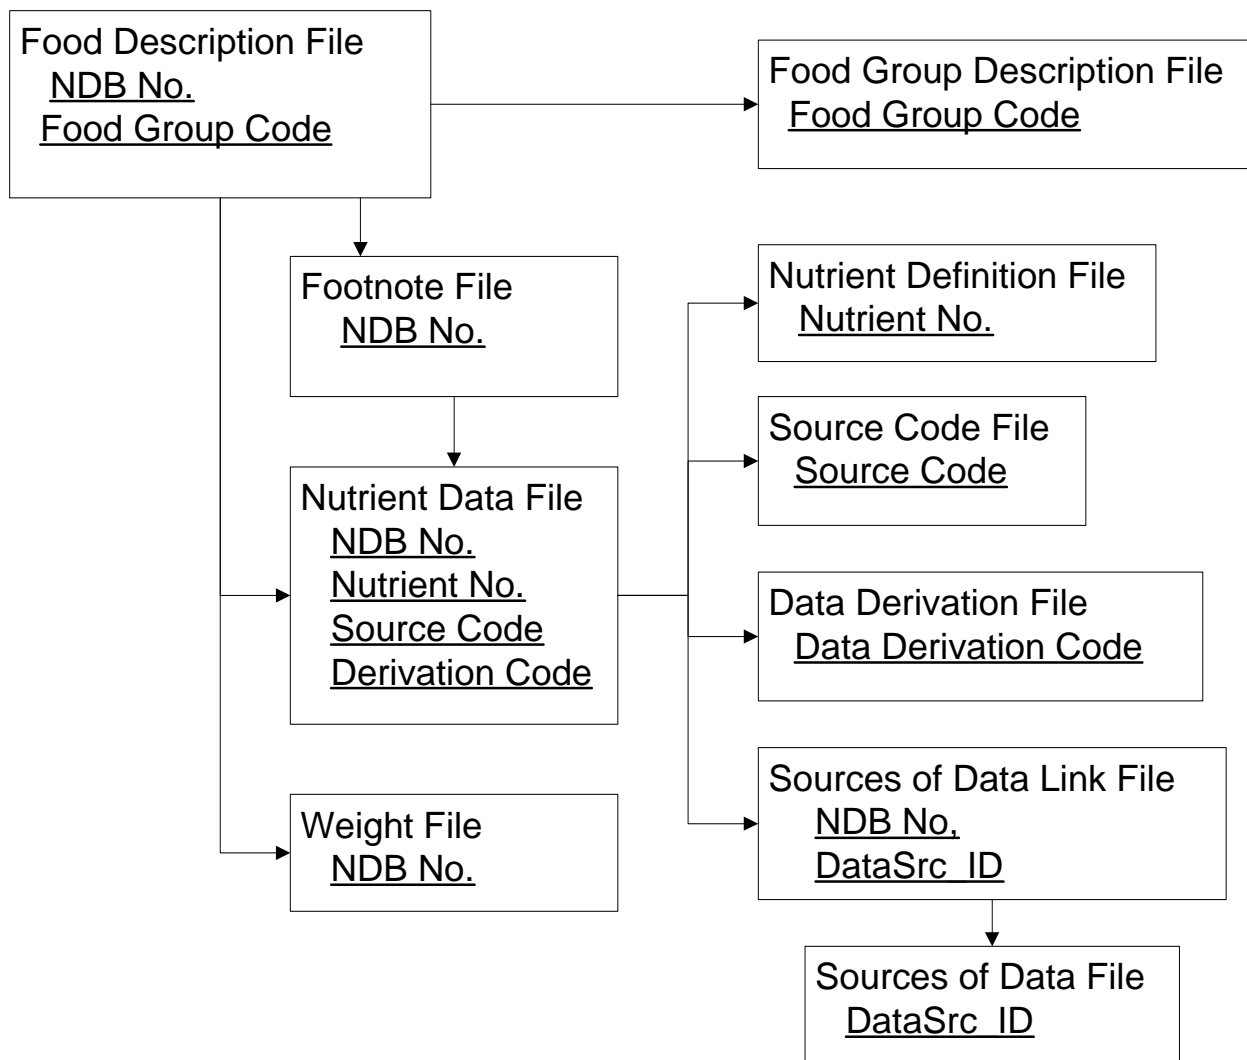 Food Description File
NDB No.
Food Group Code
Food Group Description File
Food Group Code
Footnote File
NDB No.
Nutrient Definition File
Nutrient No.
Source Code File
Source Code
Nutrient Data File
NDB No.
Nutrient No.
Source Code
Derivation Code
Data Derivation File
Data Derivation Code
Weight File
NDB No.
Sources of Data Link File
NDB No,
DataSrc_ID
Sources of Data File
DataSrc_ID